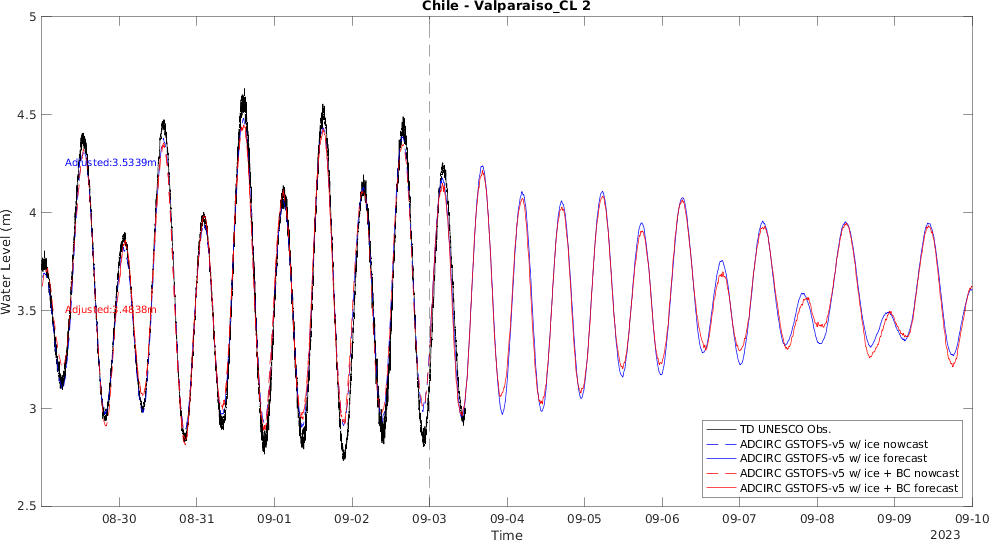 Chile - Valparaiso_CL 2
5
4.5
4
3.5
3
2.5
Water Level (m)
Adjusted:3.5339m
Adjusted:3.4838m
TD UNESCO Obs.
ADCIRC GSTOFS-v5 w/ ice nowcast
ADCIRC GSTOFS-v5 w/ ice forecast
ADCIRC GSTOFS-v5 w/ ice + BC nowcast
ADCIRC GSTOFS-v5 w/ ice + BC forecast
08-30 08-31 09-01 09-02 09-03 09-04 09-05 09-06 09-07 09-08 09-09 09-10
Time
2023